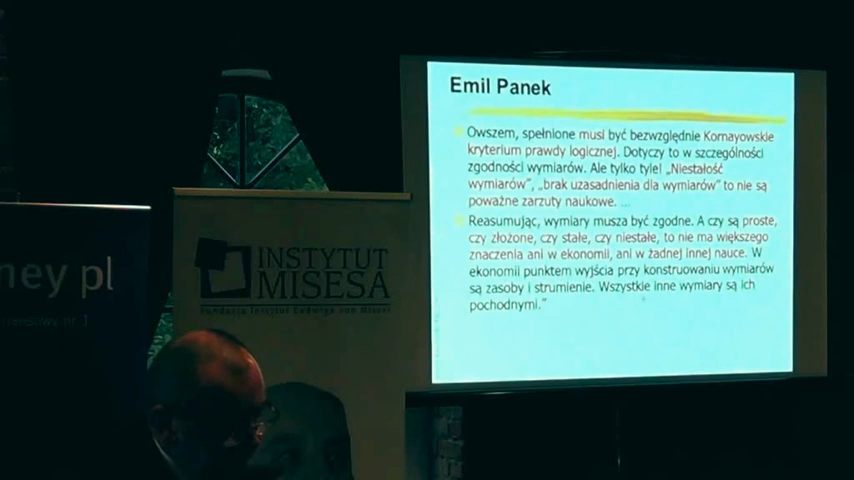 Emil Panek
Owszem, spełnione musi być bezwzględnie Kornayowskie
kryterium prawdy logicznej. Dotyczy to w szczególności
zgodności wymiarów. Ale tylko tyle! „Niestałość
wymiarów”, „brak uzasadnienia dla wymiarów” to nie są
poważne zarzuty naukowe. ...
Reasumując, wymiary musza być zgodne. A czy są proste,
czy złożone, czy stałe, czy niestałe, to nie ma większego
znaczenia ani w ekonomii, ani w żadnej innej nauce. W
ekonomii punktem wyjścia przy konstruowaniu wymiarów
są zasoby i strumienie. Wszystkie inne wymiary są ich
pochodnymi.”
INSTYTUT
MISESA
Fundacja Instytut Ludwiga von Misesa
ney.pl
nr 1